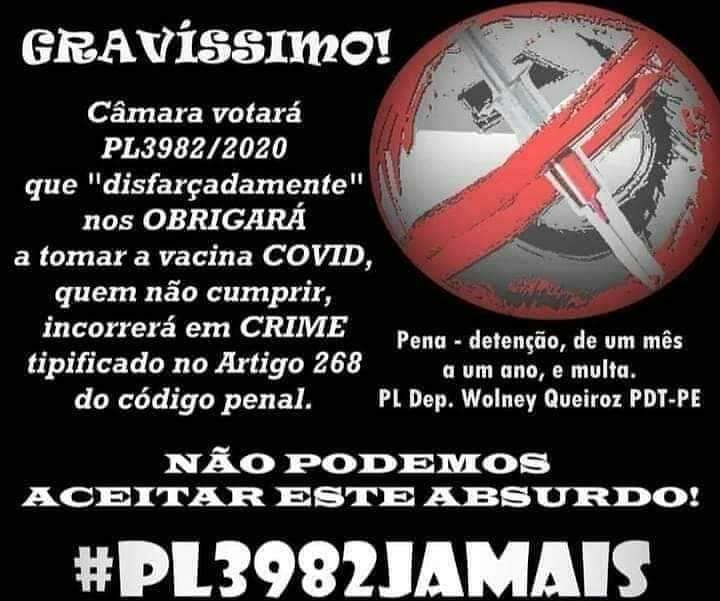 GRAVÍSSIMO!
Câmara votará
PL3982/2020
que "disfarçadamente"
nos OBRIGARÁ
a tomar a vacina COVID,
quem não cumprir,
incorrerá em CRIME
tipificado no Artigo 268
do código penal.
Pena - detenção, de um mês
a um ano, e multa.
PL Dep. Wolney Queiroz PDT-PE
NÃO PODEMOS
ACEITAR ESTE ABSURDO!
#PL3982JAMAIS